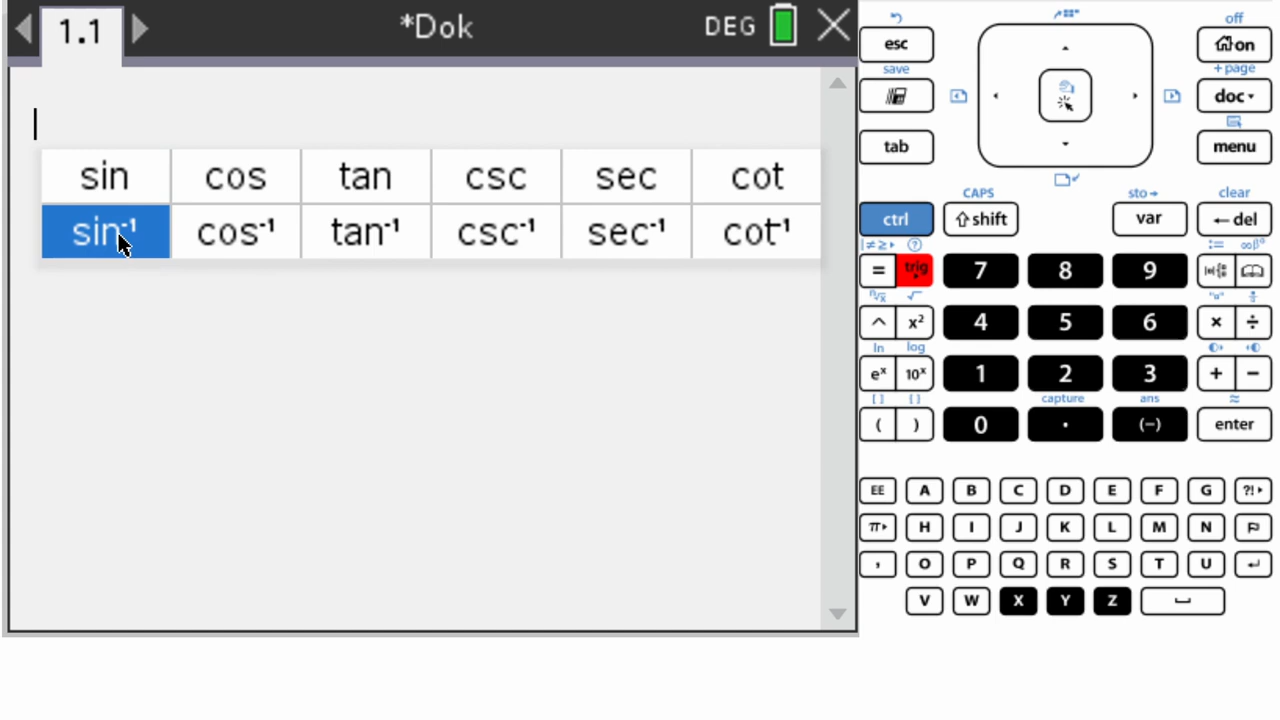 1.1 *Dok DEG
sin cos tan csc sec cot
sin⁻¹ cos⁻¹ tan⁻¹ csc⁻¹ sec⁻¹ cot⁻¹
off
esc on
save + page
doc
tab menu
CAPS sto → clear
ctrl shift var ← del
|≠≥▸ ? := ∞β°
= trig 7 8 9
ⁿ√x √ "□"
^ x² 4 5 6 × ÷
ln log
eˣ 10ˣ 1 2 3 + −
[ ] { } capture ans ≈
( ) 0 . (−) enter
EE A B C D E F G ?!▸
π▸ H I J K L M N
, O P Q R S T U ↵
V W X Y Z